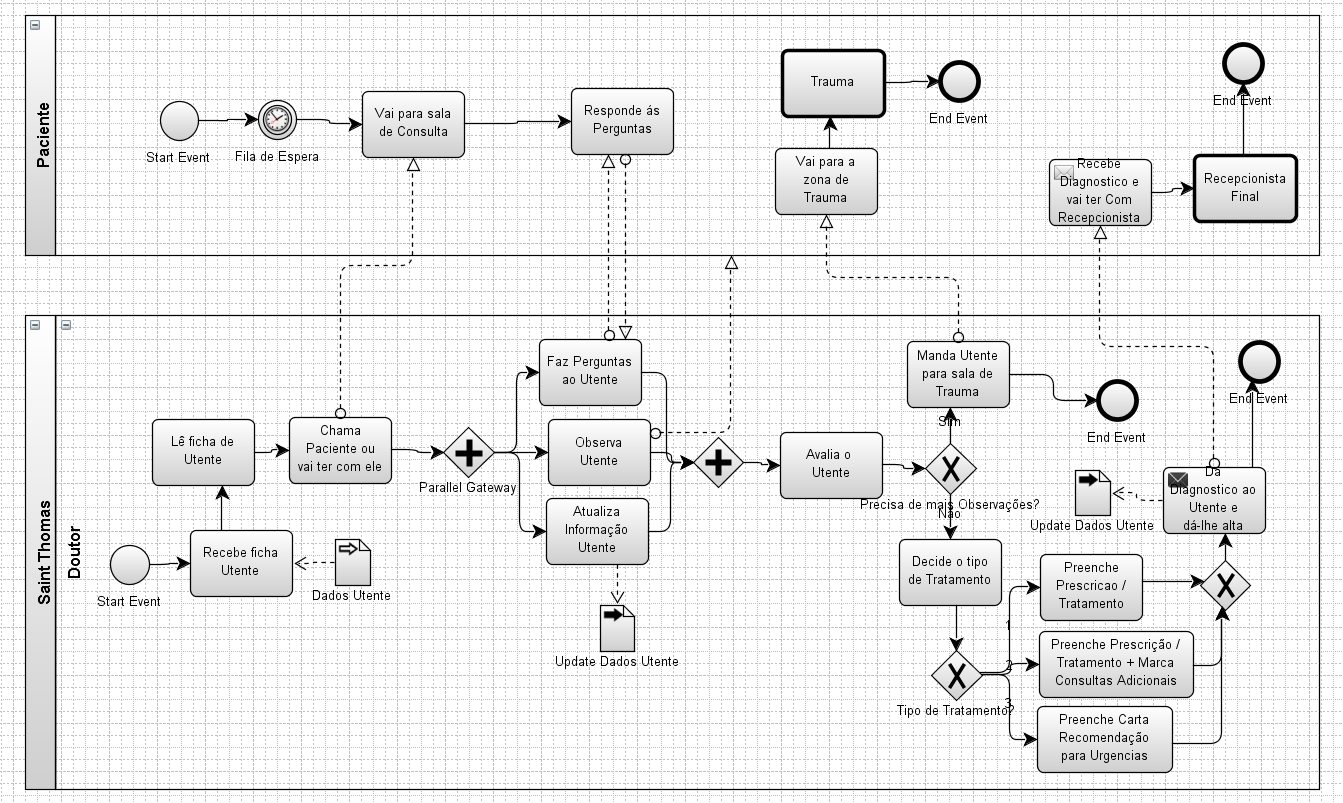 Paciente
Start Event
Fila de Espera
Vai para sala
de Consulta
Responde ás
Perguntas
Trauma
End Event
Vai para a
zona de
Trauma
Recebe
Diagnostico e
vai ter Com
Recepcionista
Recepcionista
Final
End Event
Saint Thomas
Doutor
Start Event
Recebe ficha
Utente
Dados Utente
Lê ficha de
Utente
Chama
Paciente ou
vai ter com ele
Parallel Gateway
Faz Perguntas
ao Utente
Observa
Utente
Atualiza
Informação
Utente
Update Dados Utente
Avalia o
Utente
Precisa de mais Observações?
Sim
Manda Utente
para sala de
Trauma
End Event
Não
Decide o tipo
de Tratamento
Tipo de Tratamento?
1
2
3
Preenche
Prescricao /
Tratamento
Preenche Prescrição /
Tratamento + Marca
Consultas Adicionais
Preenche Carta
Recomendação
para Urgencias
Da
Diagnostico ao
Utente e
dá-lhe alta
Update Dados Utente
End Event